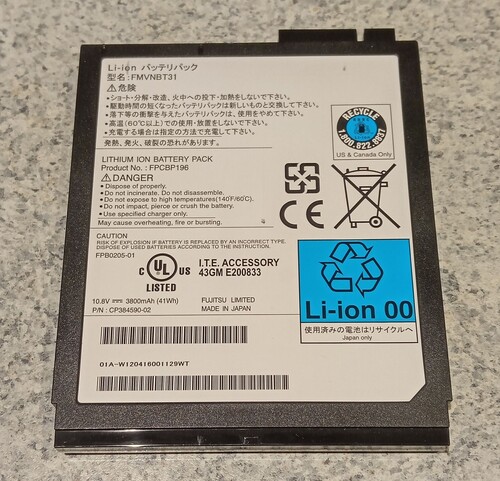 Li-ion バッテリパック
型名:FMVNBT31
⚠危険
•ショート・分解・改造、火中への投下・加熱をしないで下さい。
•駆動時間の短くなったバッテリパックは新しいものと交換して下さい。
•落下等の衝撃を与えたバッテリパックは、使用をやめて下さい。
•高温(60℃以上)での使用・放置をしないで下さい。
•充電する場合は指定の方法で充電して下さい。
発熱、発火、破裂の恐れがあります。
RECYCLE
1.800.822.8837
US & Canada Only
LITHIUM ION BATTERY PACK
Product No. : FPCBP196
⚠DANGER
• Dispose of properly.
• Do not incinerate. Do not disassemble.
• Do not expose to high temperatures(140℉/60℃).
• Do not impact, pierce or crush the battery.
• Use specified charger only.
May cause overheating, fire or bursting.
CE
CAUTION
RISK OF EXPLOSION IF BATTERY IS REPLACED BY AN INCORRECT TYPE.
DISPOSE OF USED BATTERIES ACCORDING TO THE INSTRUCTION.
FPB0205-01
C UL US
LISTED
I.T.E. ACCESSORY
43GM E200833
10.8V 3800mAh (41Wh)
FUJITSU LIMITED
P/N : CP384590-02
MADE IN JAPAN
Li-ion 00
使用済みの電池はリサイクルへ
Japan only
01A-W120416001129WT